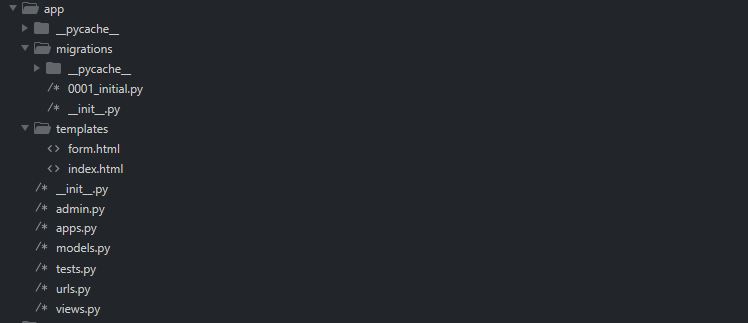 app
__pycache__
migrations
__pycache__
/* 0001_initial.py
/* __init__.py
templates
<> form.html
<> index.html
/* __init__.py
/* admin.py
/* apps.py
/* models.py
/* tests.py
/* urls.py
/* views.py